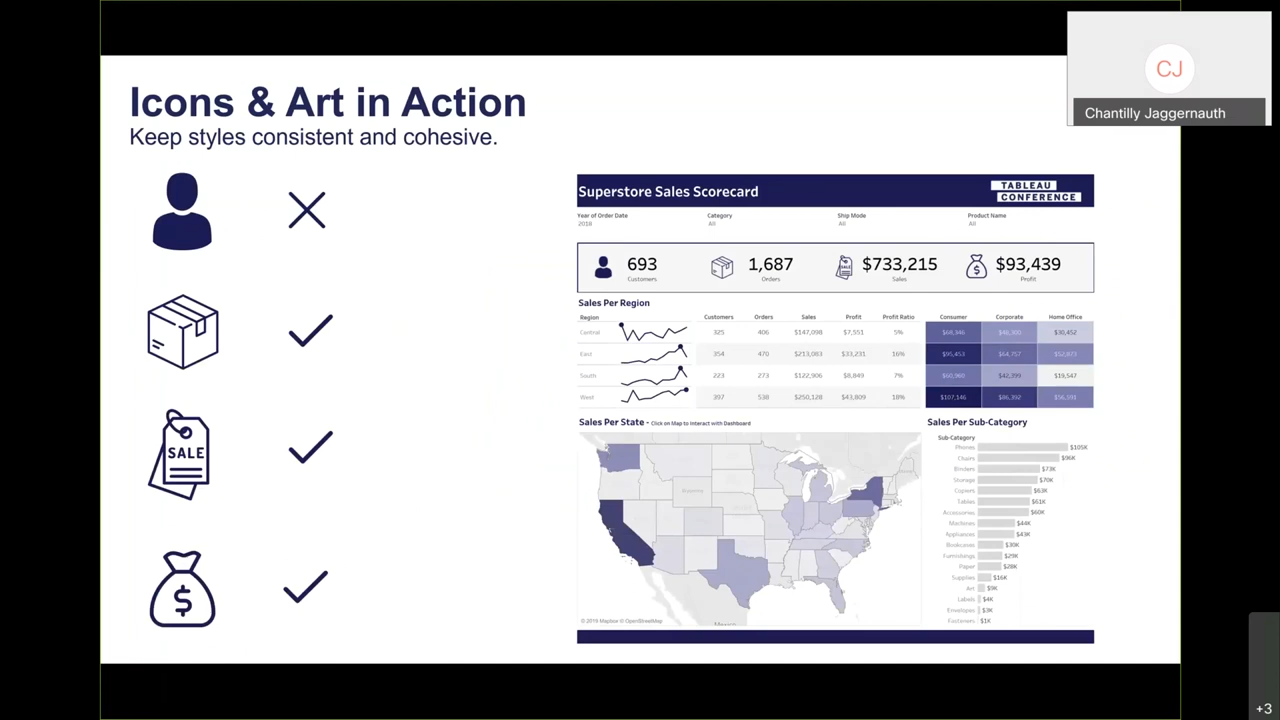 Icons & Art in Action
Keep styles consistent and cohesive.
CJ
Chantilly Jaggernauth
SALE
$
Superstore Sales Scorecard
TABLEAU
CONFERENCE
Year of Order Date Category Ship Mode Product Name
2018 All All All
693 1,687 SALE $733,215 $ $93,439
Customers Orders Sales Profit
Sales Per Region
Region Customers Orders Sales Profit Profit Ratio Consumer Corporate Home Office
Central 325 406 $147,098 $7,551 5% $68,346 $30,452
East 354 470 $213,083 $33,231 16% $95,453 $64,757 $52,873
South 223 273 $122,906 $8,849 7% $60,960 $42,399 $19,547
West 397 538 $250,128 $43,809 18% $107,146 $86,392 $56,591
Sales Per State - Click on Map to Interact with Dashboard
Mexico
© 2019 Mapbox © OpenStreetMap
Sales Per Sub-Category
Sub-Category
Phones $105K
Chairs $96K
Binders $73K
Storage $70K
Copiers $63K
Tables $61K
Accessories $60K
Machines $44K
Appliances $43K
Bookcases $30K
Furnishings $29K
Paper $28K
Supplies $16K
Art $9K
Labels $4K
Envelopes $3K
Fasteners $1K
+3